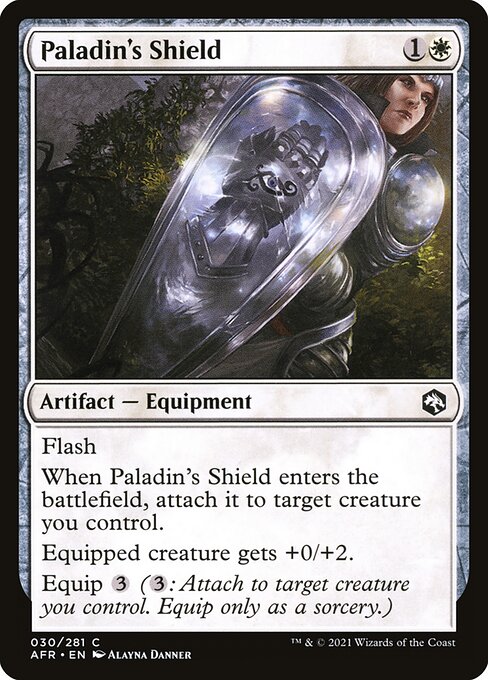 Paladin's Shield 1
Artifact — Equipment
Flash
When Paladin's Shield enters the
battlefield, attach it to target creature
you control.
Equipped creature gets +0/+2.
Equip 3 (3: Attach to target creature
you control. Equip only as a sorcery.)
030/281 C
™ & © 2021 Wizards of the Coast
AFR • EN Alayna Danner